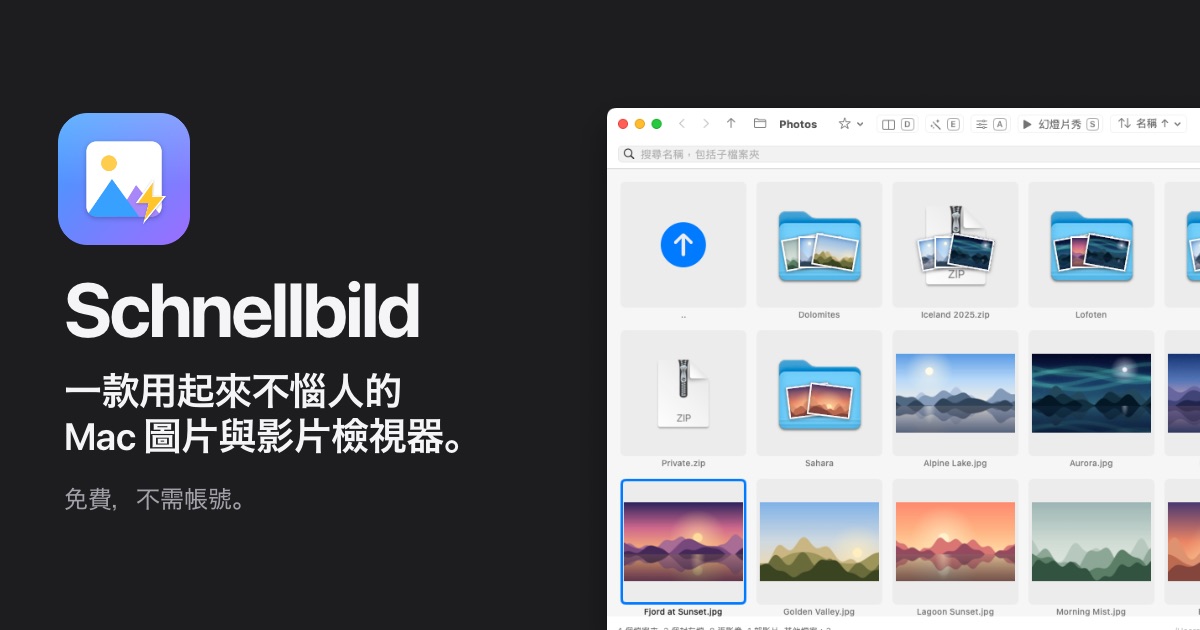 Schnellbild
一款用起來不惱人的
Mac 圖片與影片檢視器。
免費，不需帳號。
Photos
D
E
A
幻燈片秀 S
名稱
搜尋名稱，包括子檔案夾
..
Dolomites
ZIP
Iceland 2025.zip
Lofoten
ZIP
Private.zip
Sahara
Alpine Lake.jpg
Aurora.jpg
Fjord at Sunset.jpg
Golden Valley.jpg
Lagoon Sunset.jpg
Morning Mist.jpg